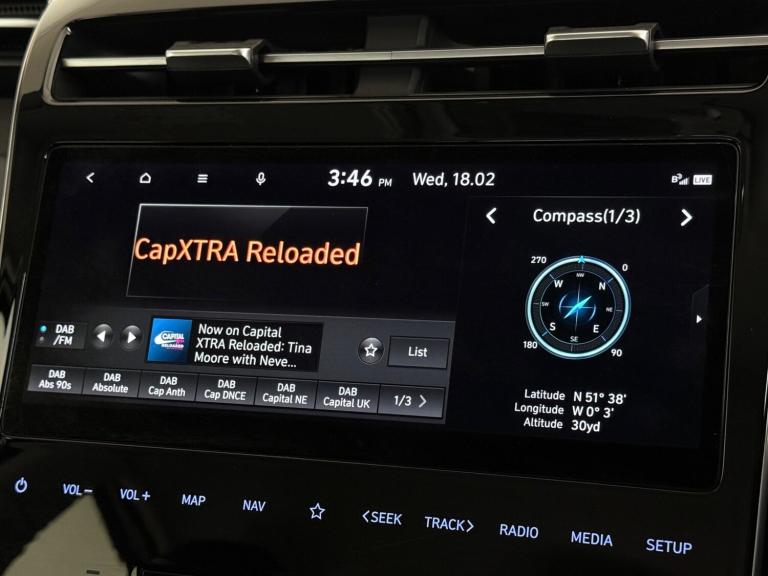 3:46 PM Wed, 18.02
LIVE
CapXTRA Reloaded
DAB
/FM
CAPITAL
XTRA
RELOADED
Now on Capital
XTRA Reloaded: Tina
Moore with Neve...
List
DAB
Abs 90s
DAB
Absolute
DAB
Cap Anth
DAB
Cap DNCE
DAB
Capital NE
DAB
Capital UK
1/3 >
< Compass(1/3) >
270
0
NW
W
N
SW
NE
S
E
SE
180
90
Latitude N 51° 38'
Longitude W 0° 3'
Altitude 30yd
VOL− VOL+ MAP NAV <SEEK TRACK> RADIO MEDIA SETUP